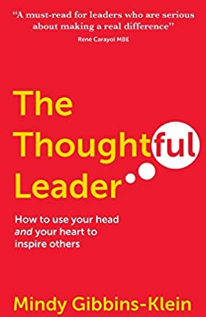 “A must-read for leaders who are serious
about making a real difference”
René Carayol MBE
The
Thoughtful
Leader
How to use your head
and your heart to
inspire others
Mindy Gibbins-Klein